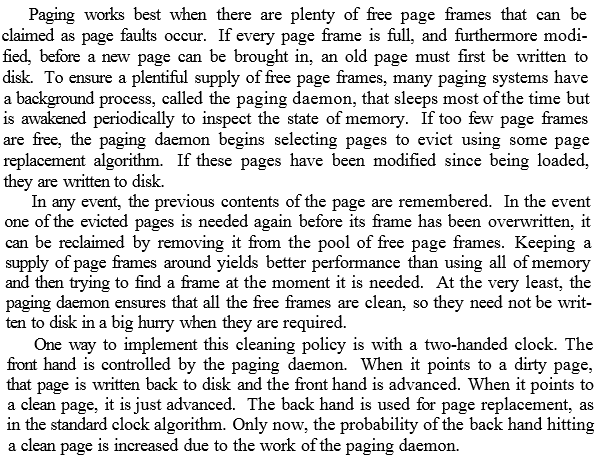 Paging works best when there are plenty of free page frames that can be
claimed as page faults occur. If every page frame is full, and furthermore modi-
fied, before a new page can be brought in, an old page must first be written to
disk. To ensure a plentiful supply of free page frames, many paging systems have
a background process, called the paging daemon, that sleeps most of the time but
is awakened periodically to inspect the state of memory. If too few page frames
are free, the paging daemon begins selecting pages to evict using some page
replacement algorithm. If these pages have been modified since being loaded,
they are written to disk.
In any event, the previous contents of the page are remembered. In the event
one of the evicted pages is needed again before its frame has been overwritten, it
can be reclaimed by removing it from the pool of free page frames. Keeping a
supply of page frames around yields better performance than using all of memory
and then trying to find a frame at the moment it is needed. At the very least, the
paging daemon ensures that all the free frames are clean, so they need not be writ-
ten to disk in a big hurry when they are required.
One way to implement this cleaning policy is with a two-handed clock. The
front hand is controlled by the paging daemon. When it points to a dirty page,
that page is written back to disk and the front hand is advanced. When it points to
a clean page, it is just advanced. The back hand is used for page replacement, as
in the standard clock algorithm. Only now, the probability of the back hand hitting
a clean page is increased due to the work of the paging daemon.